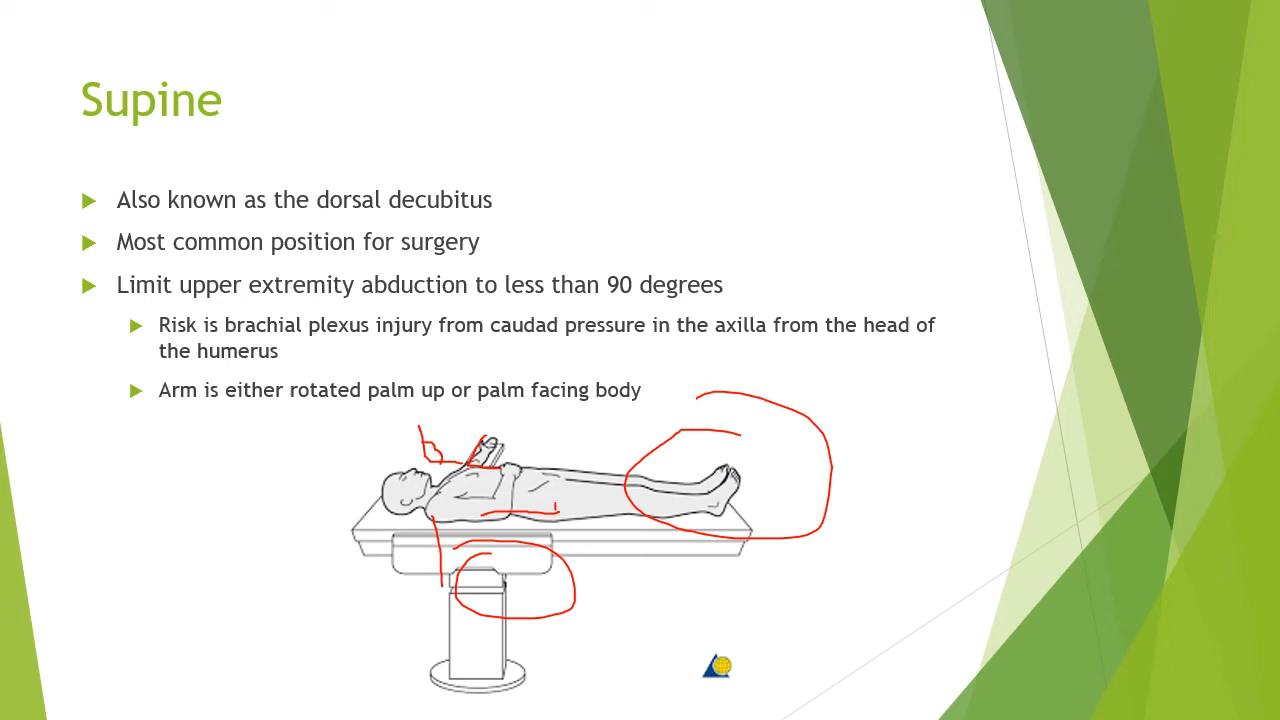 Supine
Also known as the dorsal decubitus
Most common position for surgery
Limit upper extremity abduction to less than 90 degrees
Risk is brachial plexus injury from caudad pressure in the axilla from the head of
the humerus
Arm is either rotated palm up or palm facing body